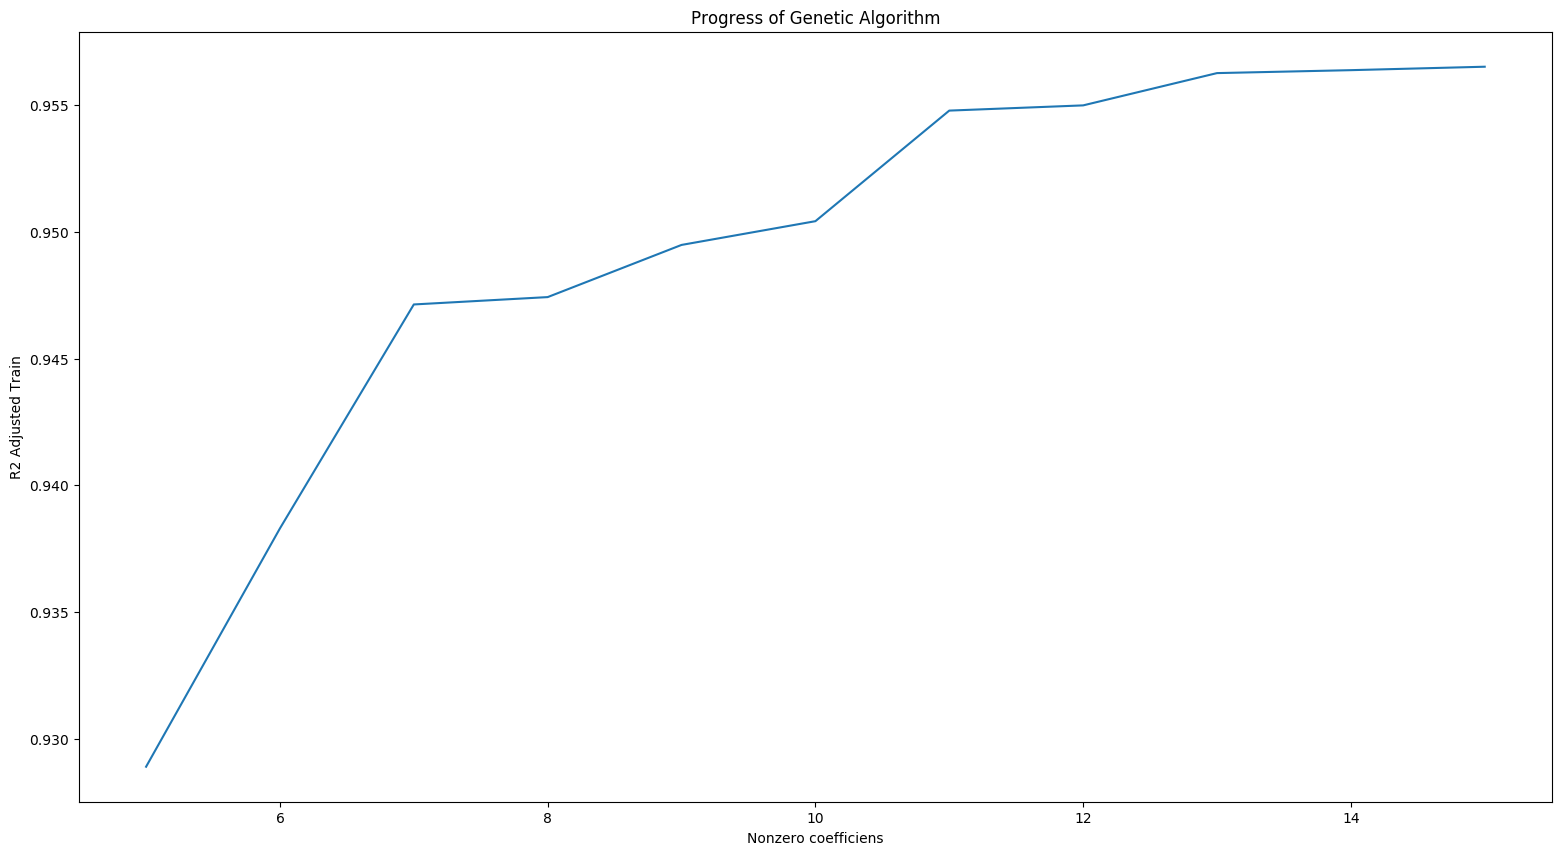 Progress of Genetic Algorithm
R2 Adjusted Train
0.955
0.950
0.945
0.940
0.935
0.930
6 8 10 12 14
Nonzero coefficiens